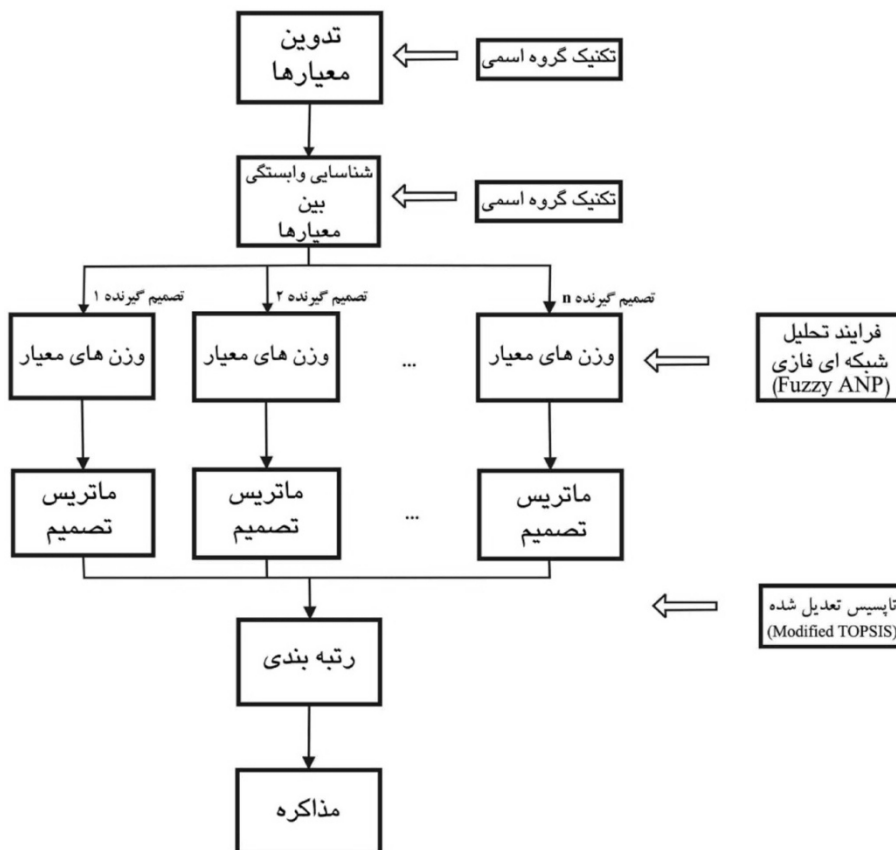 تدوین
معیارها
تکنیک گروه اسمی
شناسایی وابستگی
بین
معیارها
تکنیک گروه اسمی
تصمیم گیرنده ۱
تصمیم گیرنده ۲
تصمیم گیرنده n
وزن های معیار
وزن های معیار
...
وزن های معیار
فرایند تحلیل
شبکه ای فازی
(Fuzzy ANP)
ماتریس
تصمیم
ماتریس
تصمیم
...
ماتریس
تصمیم
تاپسیس تعدیل شده
(Modified TOPSIS)
رتبه بندی
مذاکره